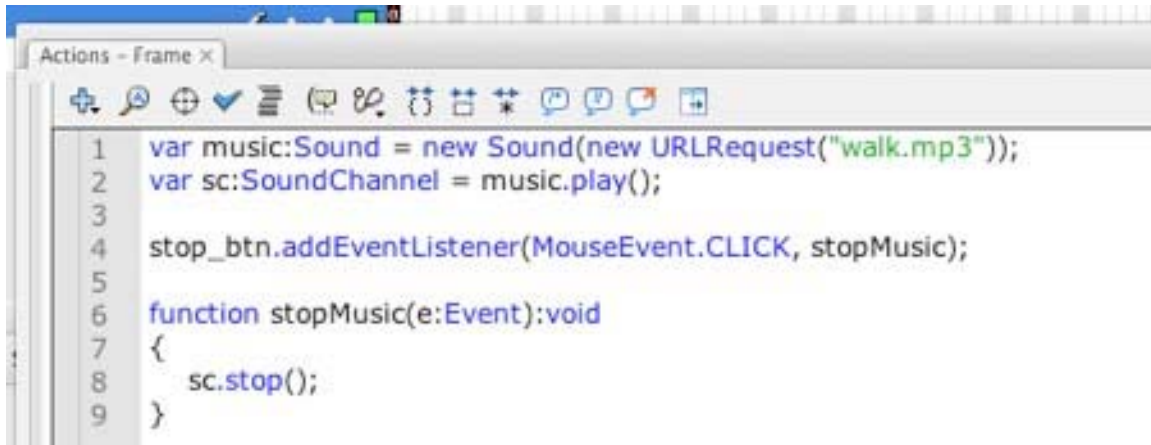 Actions - Frame ×
1 var music:Sound = new Sound(new URLRequest("walk.mp3"));
2 var sc:SoundChannel = music.play();
3
4 stop_btn.addEventListener(MouseEvent.CLICK, stopMusic);
5
6 function stopMusic(e:Event):void
7 {
8 sc.stop();
9 }